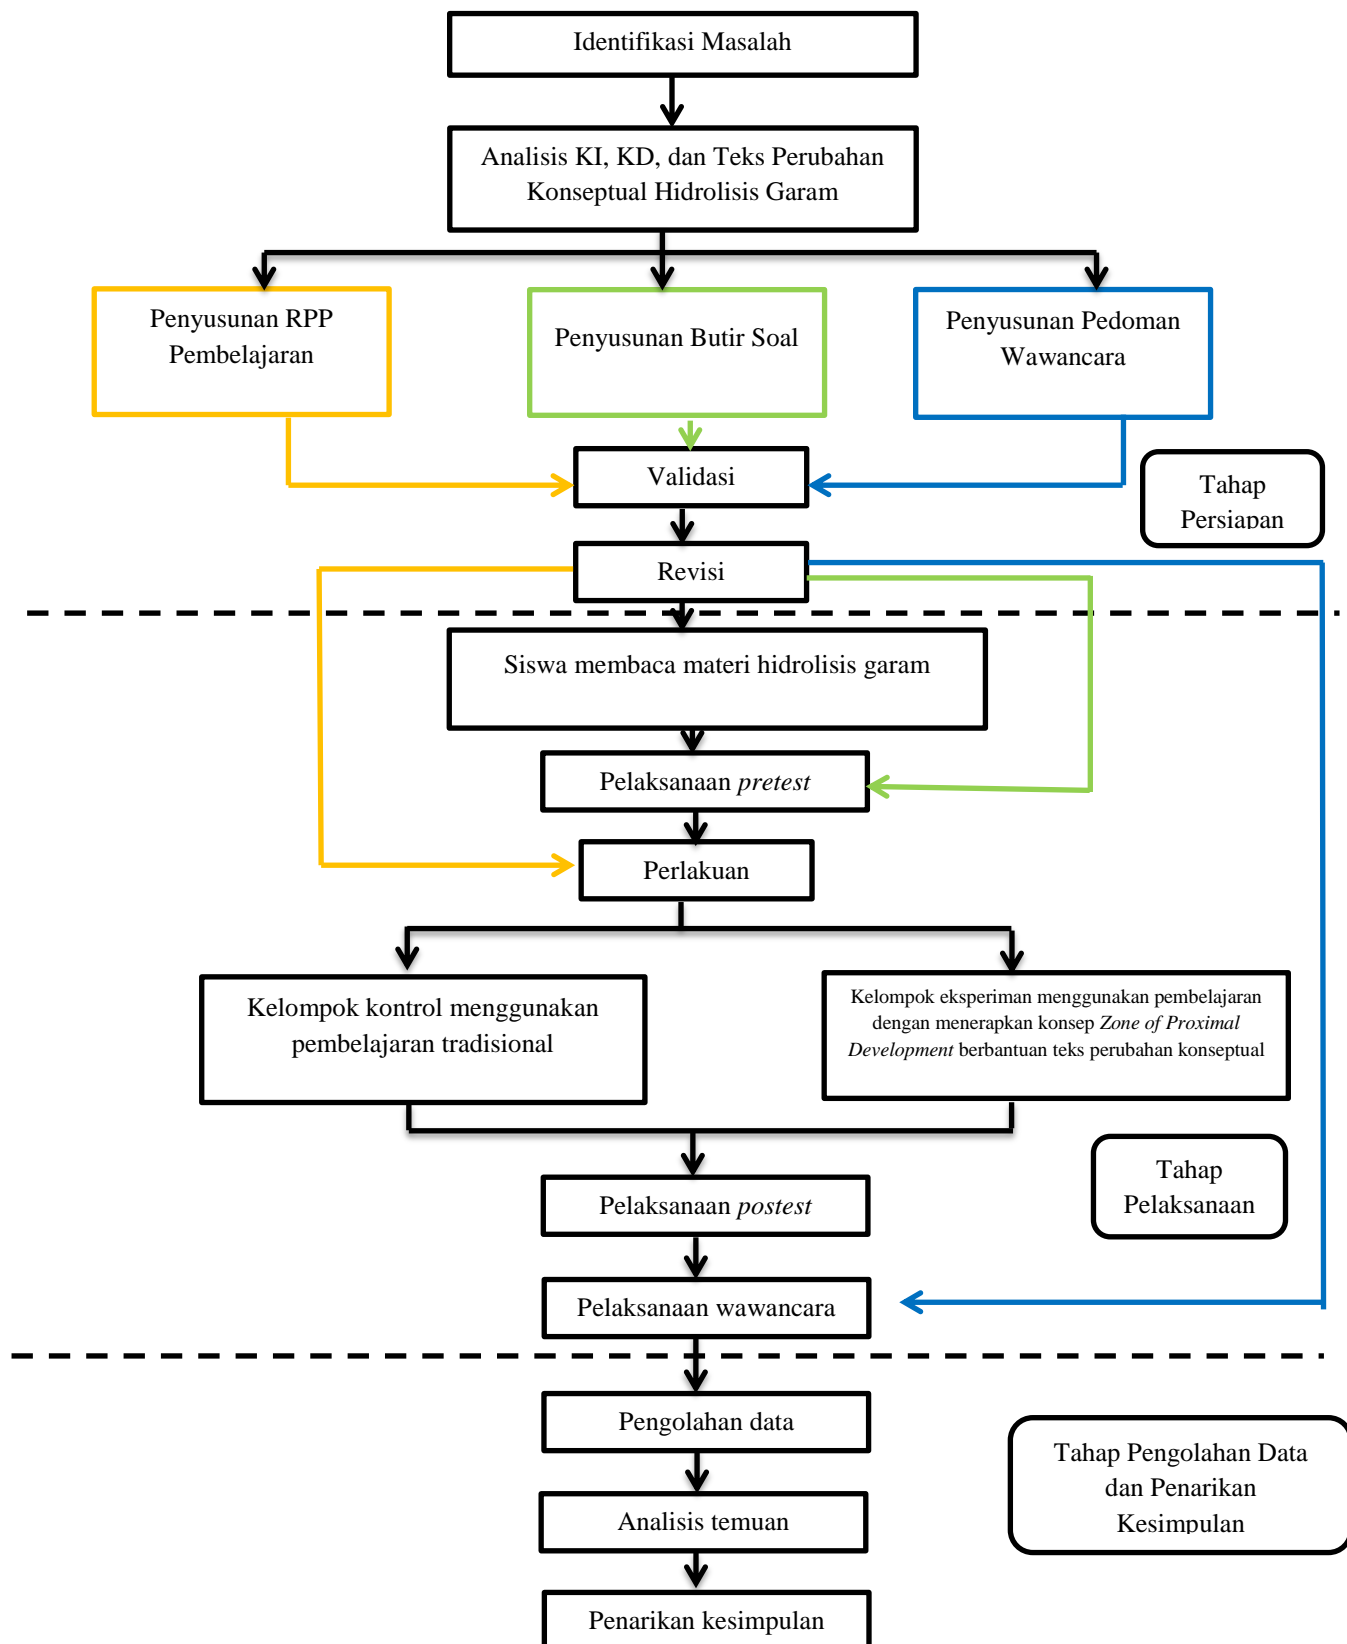 Identifikasi Masalah
Analisis KI, KD, dan Teks Perubahan
Konseptual Hidrolisis Garam
Penyusunan RPP
Pembelajaran
Penyusunan Butir Soal
Penyusunan Pedoman
Wawancara
Validasi
Tahap
Persiapan
Revisi
Siswa membaca materi hidrolisis garam
Pelaksanaan pretest
Perlakuan
Kelompok kontrol menggunakan
pembelajaran tradisional
Kelompok eksperiman menggunakan pembelajaran
dengan menerapkan konsep Zone of Proximal
Development berbantuan teks perubahan konseptual
Tahap
Pelaksanaan
Pelaksanaan postest
Pelaksanaan wawancara
Pengolahan data
Tahap Pengolahan Data
dan Penarikan
Kesimpulan
Analisis temuan
Penarikan kesimpulan